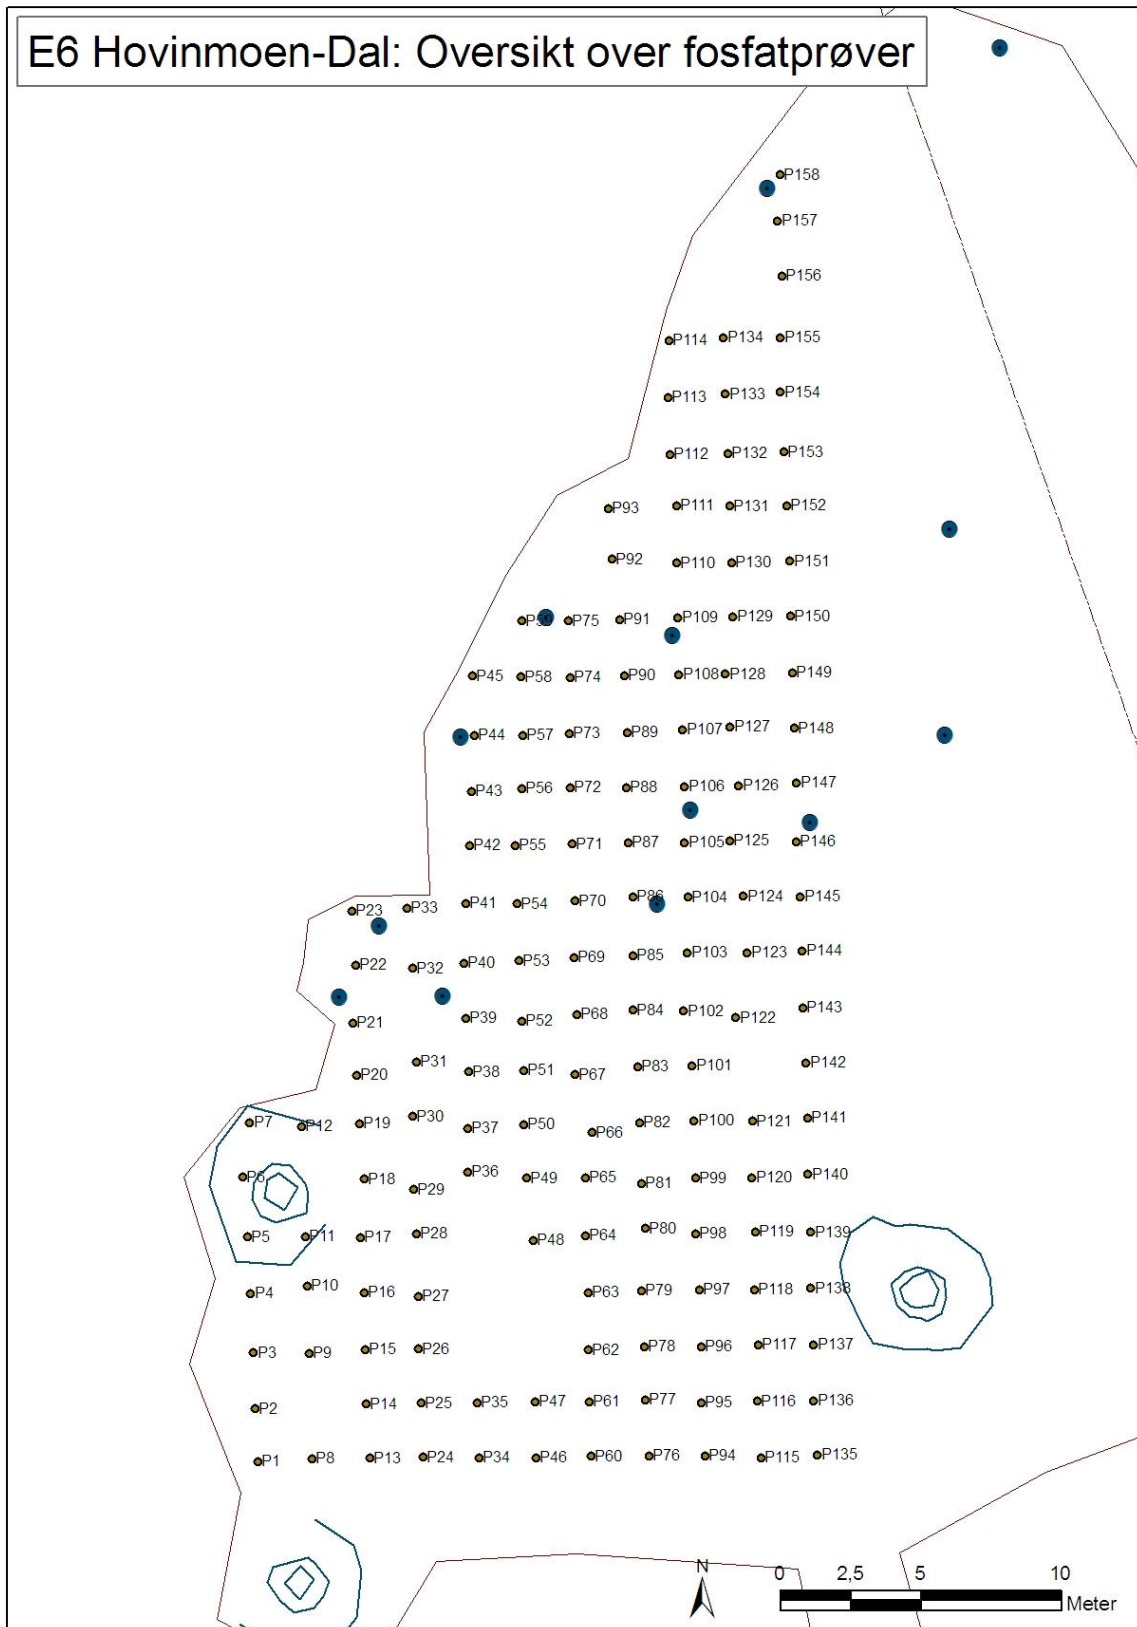 E6 Hovinmoen-Dal: Oversikt over fosfatprøver
P158
P157
P156
P114 P134 P155
P113 P133 P154
P112 P132 P153
P93 P111 P131 P152
P92 P110 P130 P151
P59 P75 P91 P109 P129 P150
P45 P58 P74 P90 P108 P128 P149
P44 P57 P73 P89 P107 P127 P148
P43 P56 P72 P88 P106 P126 P147
P42 P55 P71 P87 P105 P125 P146
P23 P33 P41 P54 P70 P86 P104 P124 P145
P22 P32 P40 P53 P69 P85 P103 P123 P144
P21 P39 P52 P68 P84 P102 P122 P143
P20 P31 P38 P51 P67 P83 P101 P142
P7 P12 P19 P30 P37 P50 P66 P82 P100 P121 P141
P6 P18 P29 P36 P49 P65 P81 P99 P120 P140
P5 P11 P17 P28 P48 P64 P80 P98 P119 P139
P4 P10 P16 P27 P63 P79 P97 P118 P138
P3 P9 P15 P26 P62 P78 P96 P117 P137
P2 P14 P25 P35 P47 P61 P77 P95 P116 P136
P1 P8 P13 P24 P34 P46 P60 P76 P94 P115 P135
N
0 2,5 5 10
Meter